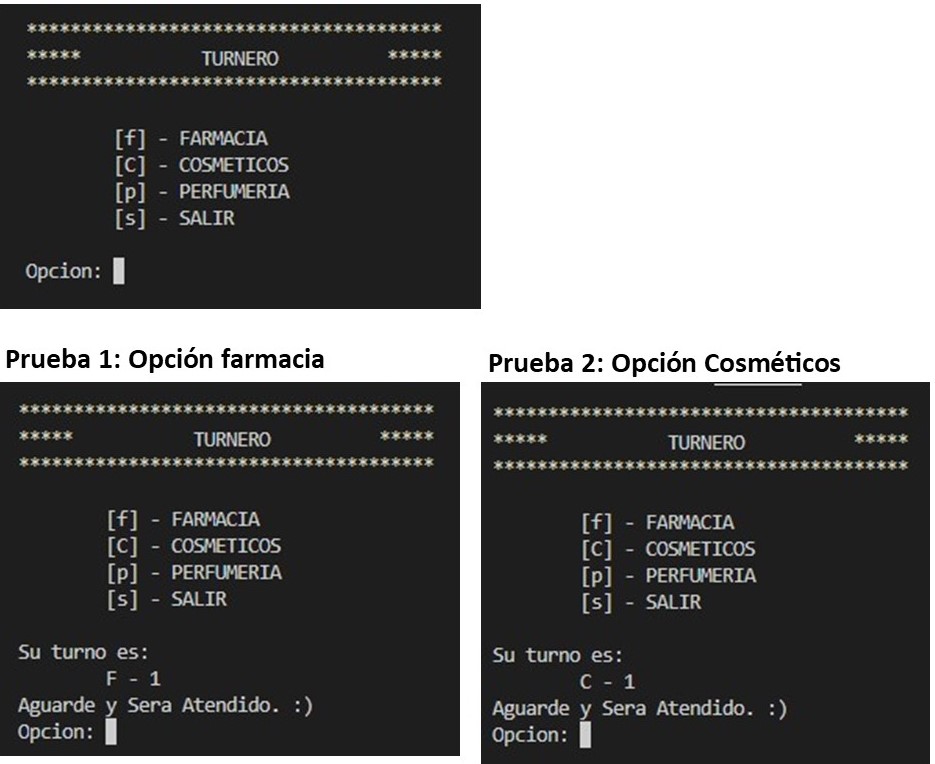 ***************************************
*****           TURNERO          *****
***************************************
[f] - FARMACIA
[C] - COSMETICOS
[p] - PERFUMERIA
[s] - SALIR
Opcion:
Prueba 1: Opción farmacia
***************************************
*****           TURNERO          *****
***************************************
[f] - FARMACIA
[C] - COSMETICOS
[p] - PERFUMERIA
[s] - SALIR
Su turno es:
F - 1
Aguarde y Sera Atendido. :)
Opcion:
Prueba 2: Opción Cosméticos
***************************************
*****           TURNERO          *****
***************************************
[f] - FARMACIA
[C] - COSMETICOS
[p] - PERFUMERIA
[s] - SALIR
Su turno es:
C - 1
Aguarde y Sera Atendido. :)
Opcion: